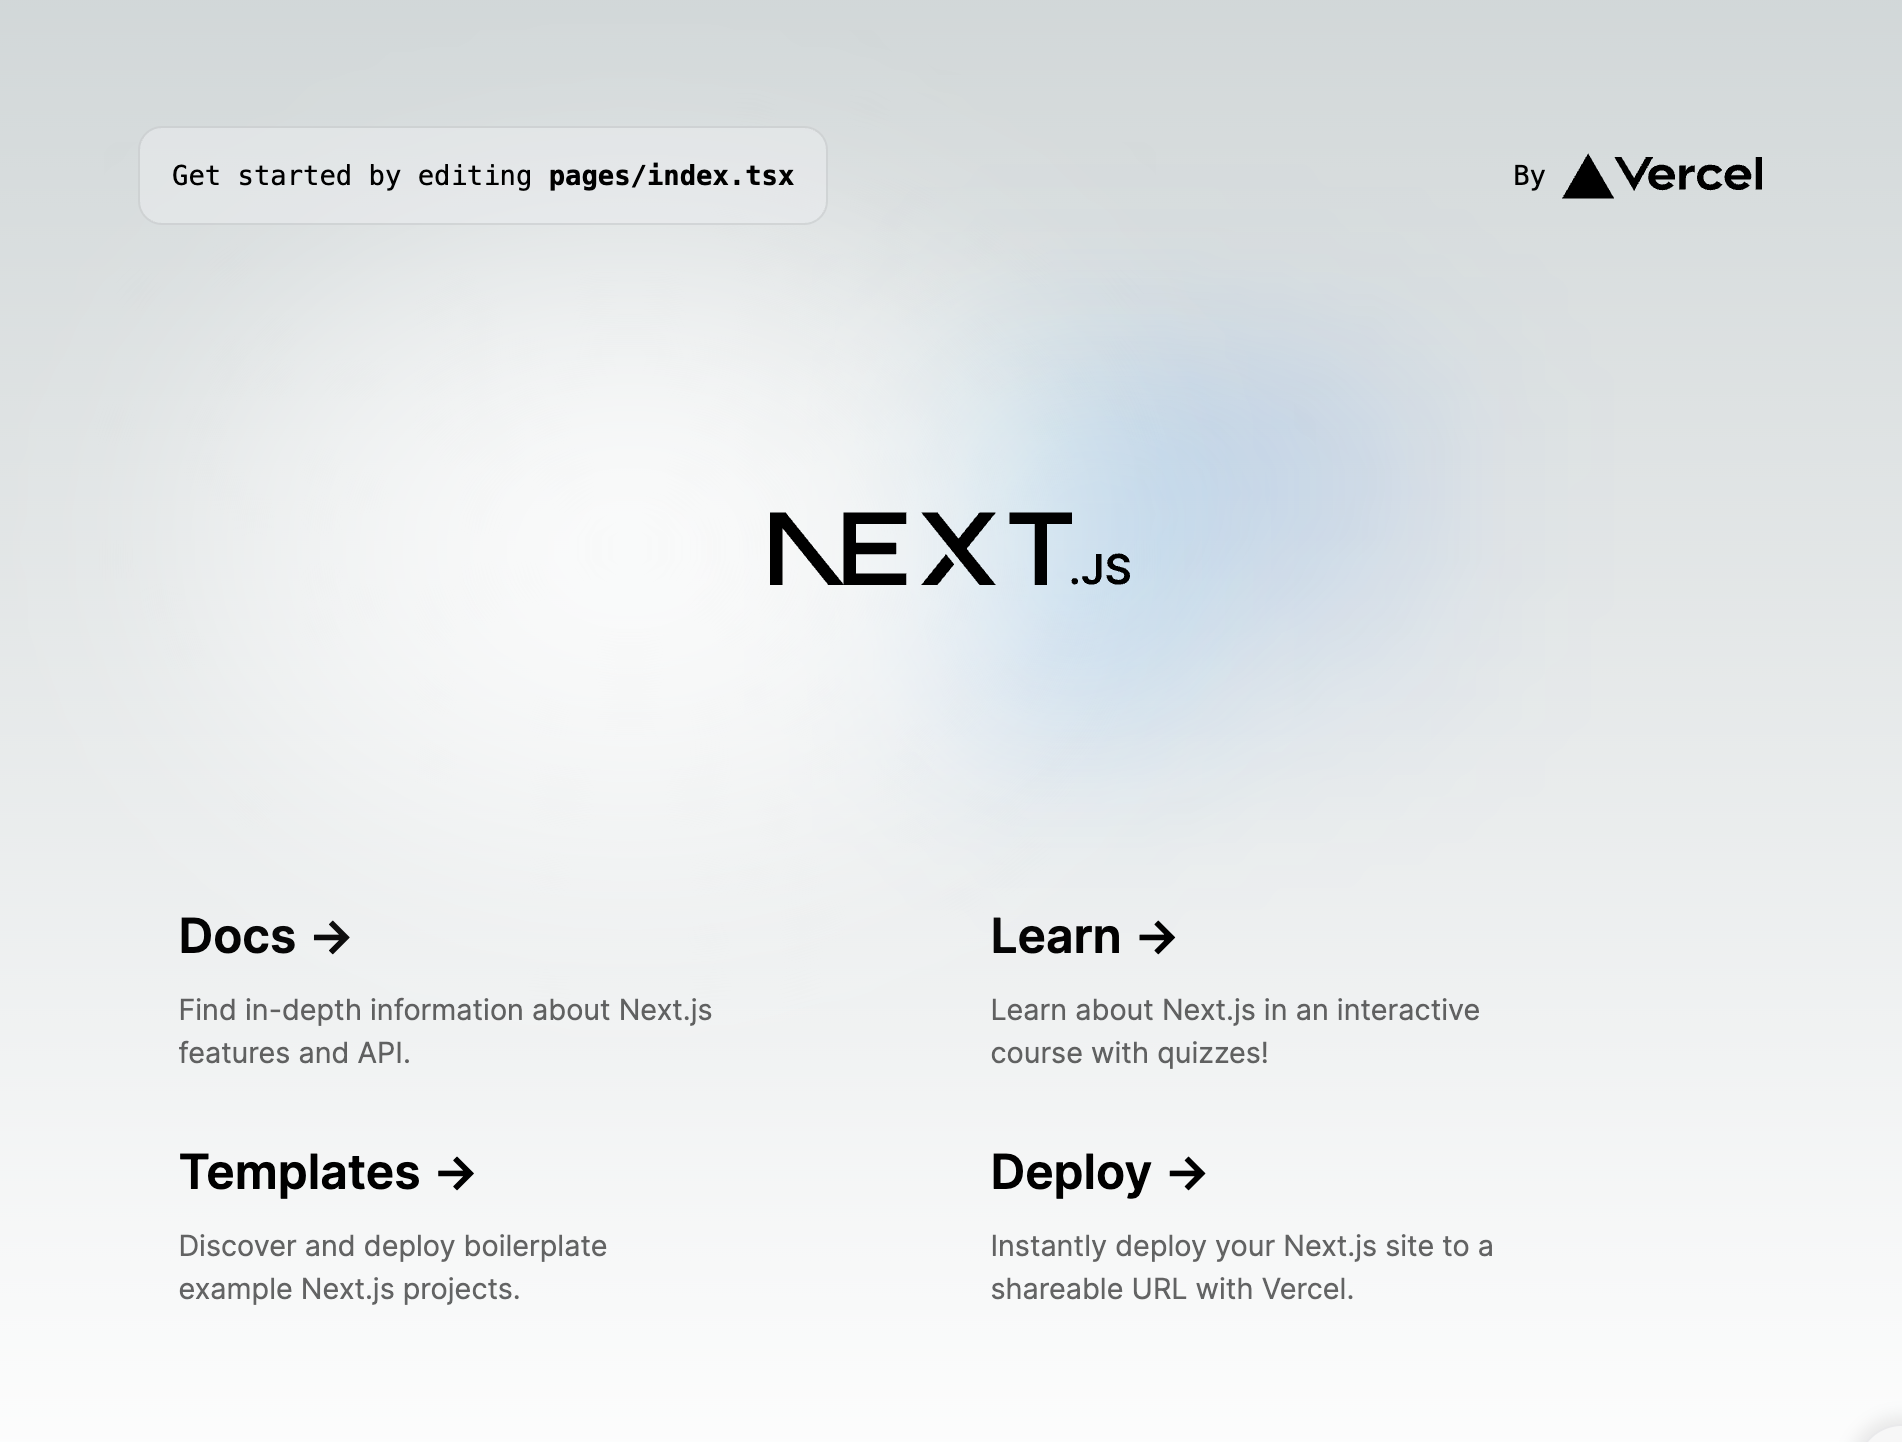 Get started by editing pages/index.tsx
By Vercel
NEXT.JS
Docs →
Find in-depth information about Next.js
features and API.
Learn →
Learn about Next.js in an interactive
course with quizzes!
Templates →
Discover and deploy boilerplate
example Next.js projects.
Deploy →
Instantly deploy your Next.js site to a
shareable URL with Vercel.